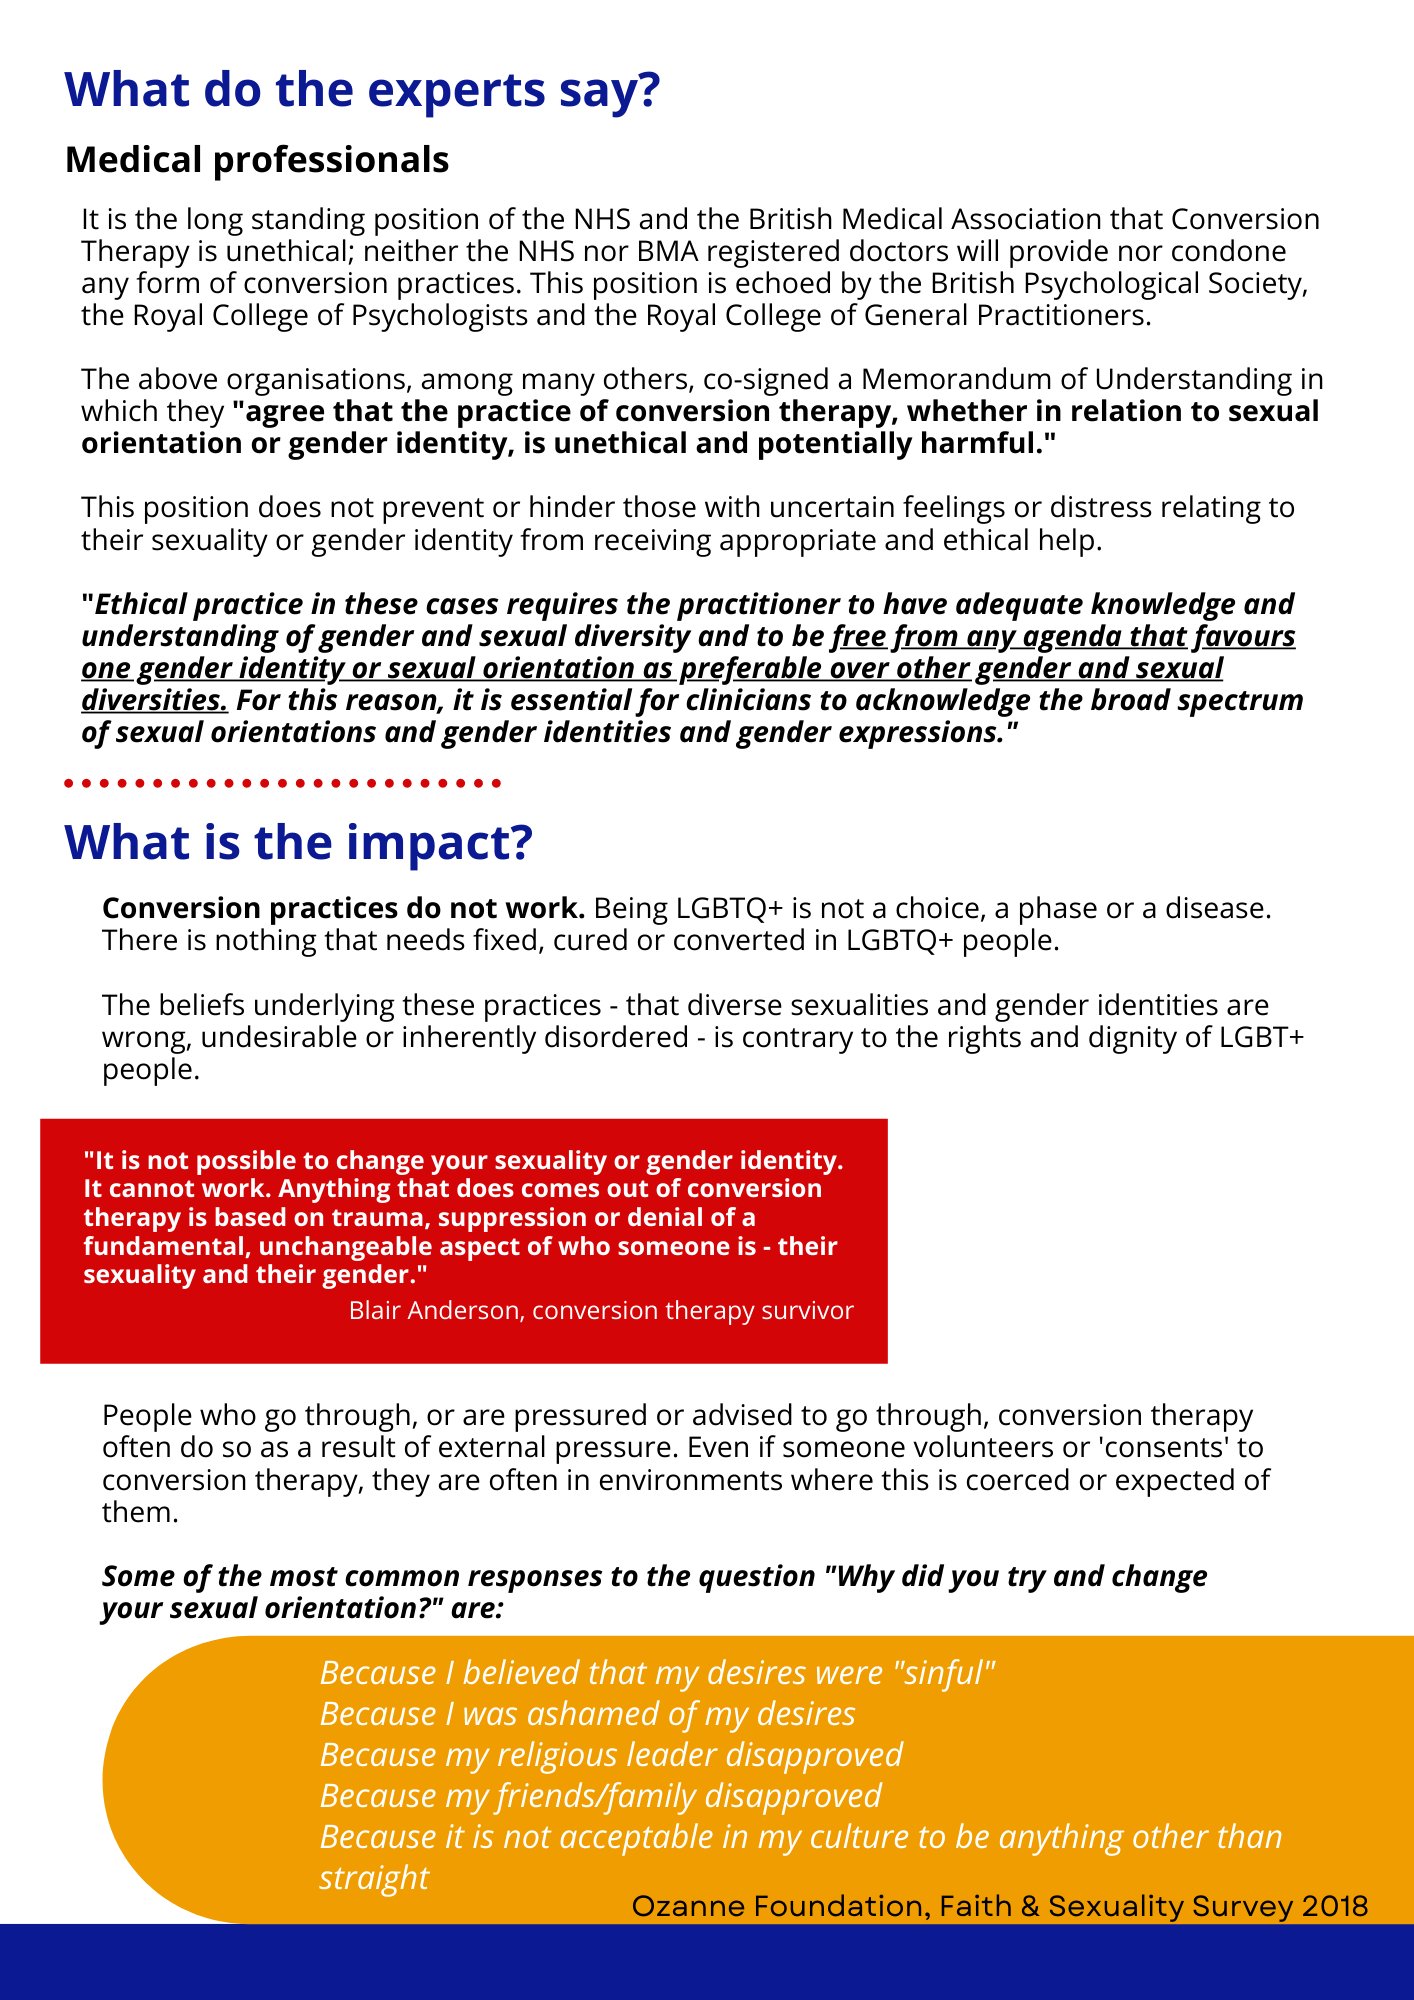 What do the experts say?
Medical professionals
It is the long standing position of the NHS and the British Medical Association that Conversion
Therapy is unethical; neither the NHS nor BMA registered doctors will provide nor condone
any form of conversion practices. This position is echoed by the British Psychological Society,
the Royal College of Psychologists and the Royal College of General Practitioners.
The above organisations, among many others, co-signed a Memorandum of Understanding in
which they "agree that the practice of conversion therapy, whether in relation to sexual
orientation or gender identity, is unethical and potentially harmful."
This position does not prevent or hinder those with uncertain feelings or distress relating to
their sexuality or gender identity from receiving appropriate and ethical help.
"Ethical practice in these cases requires the practitioner to have adequate knowledge and
understanding of gender and sexual diversity and to be free from any agenda that favours
one gender identity or sexual orientation as preferable over other gender and sexual
diversities. For this reason, it is essential for clinicians to acknowledge the broad spectrum
of sexual orientations and gender identities and gender expressions."
What is the impact?
Conversion practices do not work. Being LGBTQ+ is not a choice, a phase or a disease.
There is nothing that needs fixed, cured or converted in LGBTQ+ people.
The beliefs underlying these practices - that diverse sexualities and gender identities are
wrong, undesirable or inherently disordered - is contrary to the rights and dignity of LGBT+
people.
"It is not possible to change your sexuality or gender identity.
It cannot work. Anything that does comes out of conversion
therapy is based on trauma, suppression or denial of a
fundamental, unchangeable aspect of who someone is - their
sexuality and their gender."
Blair Anderson, conversion therapy survivor
People who go through, or are pressured or advised to go through, conversion therapy
often do so as a result of external pressure. Even if someone volunteers or 'consents' to
conversion therapy, they are often in environments where this is coerced or expected of
them.
Some of the most common responses to the question "Why did you try and change
your sexual orientation?" are:
Because I believed that my desires were "sinful"
Because I was ashamed of my desires
Because my religious leader disapproved
Because my friends/family disapproved
Because it is not acceptable in my culture to be anything other than
straight
Ozanne Foundation, Faith & Sexuality Survey 2018